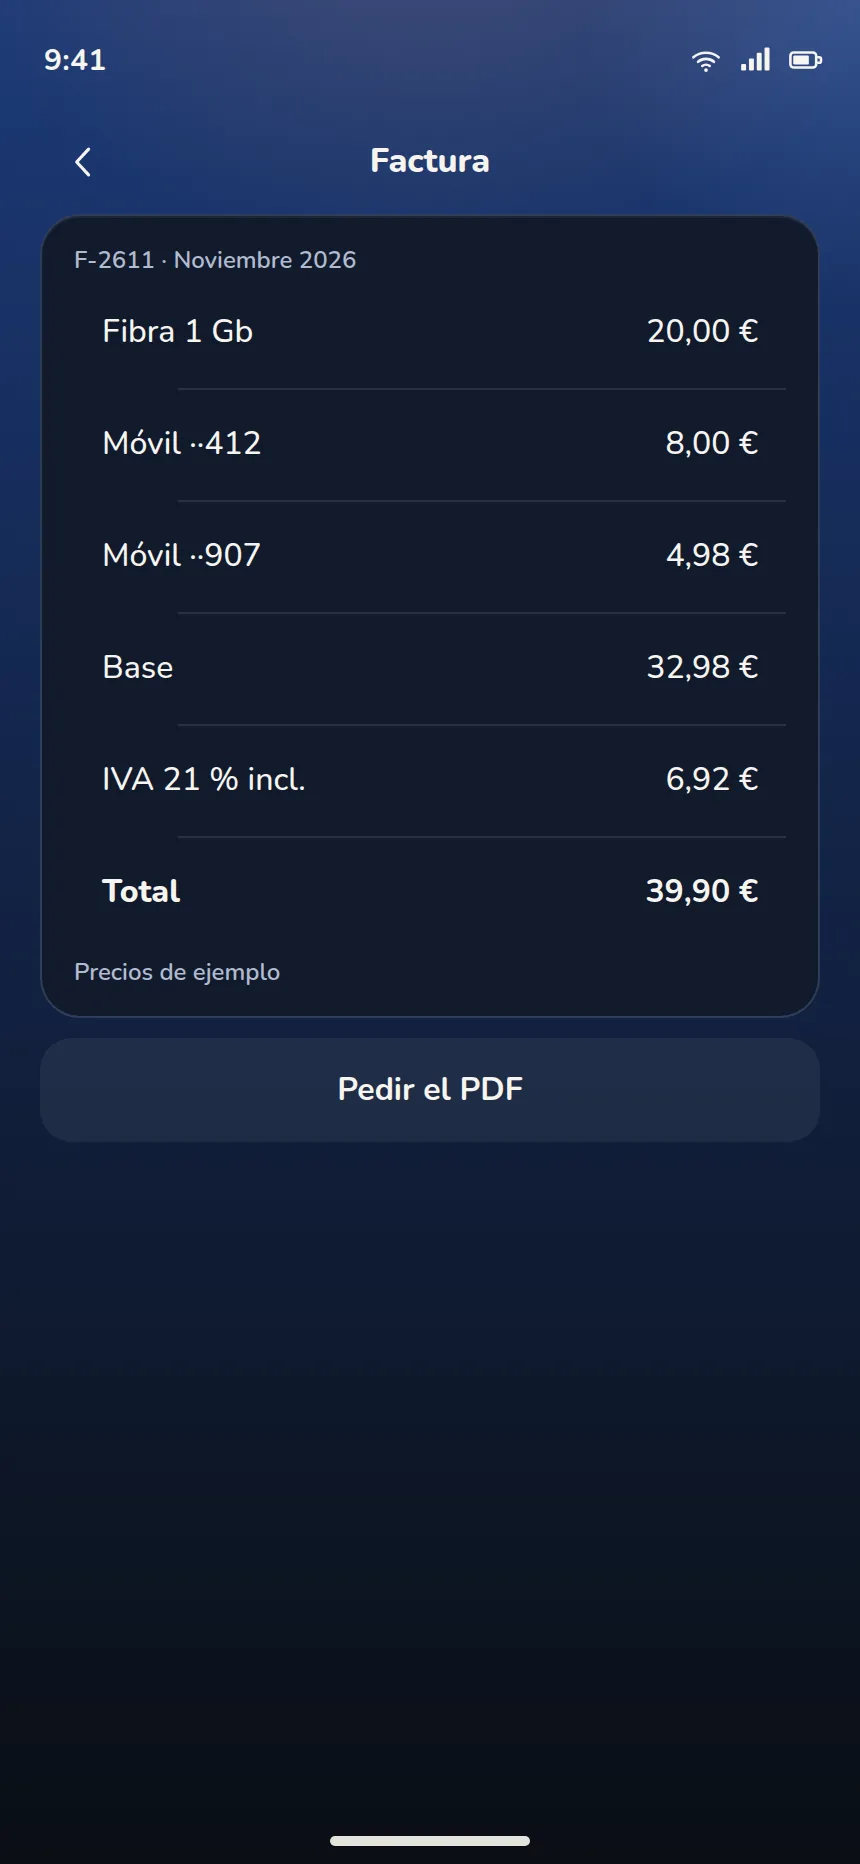 9:41
Factura
F-2611 · Noviembre 2026
Fibra 1 Gb 20,00 €
Móvil ··412 8,00 €
Móvil ··907 4,98 €
Base 32,98 €
IVA 21 % incl. 6,92 €
Total 39,90 €
Precios de ejemplo
Pedir el PDF